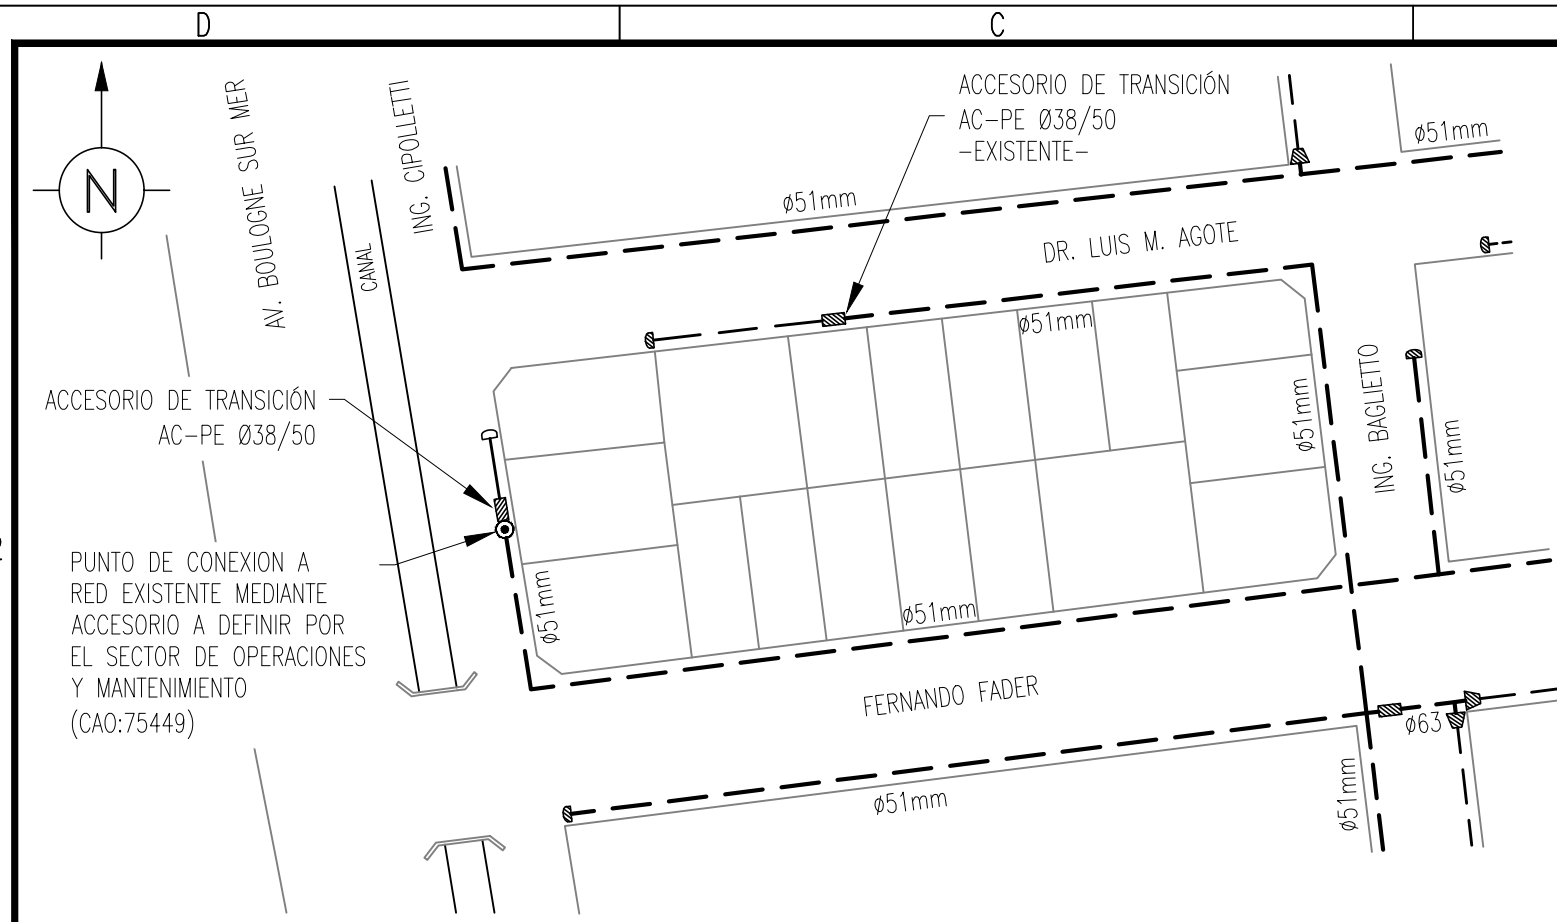 D
C
N
AV. BOULOGNE SUR MER
CANAL
ING. CIPOLLETTI
ACCESORIO DE TRANSICIÓN
AC-PE Ø38/50
-EXISTENTE-
ø51mm
ø51mm
DR. LUIS M. AGOTE
ø51mm
ACCESORIO DE TRANSICIÓN
AC-PE Ø38/50
ø51mm
ING. BAGLIETTO
ø51mm
PUNTO DE CONEXION A
RED EXISTENTE MEDIANTE
ACCESORIO A DEFINIR POR
EL SECTOR DE OPERACIONES
Y MANTENIMIENTO
(CAO:75449)
ø51mm
ø51mm
FERNANDO FADER
ø63
ø51mm
ø51mm